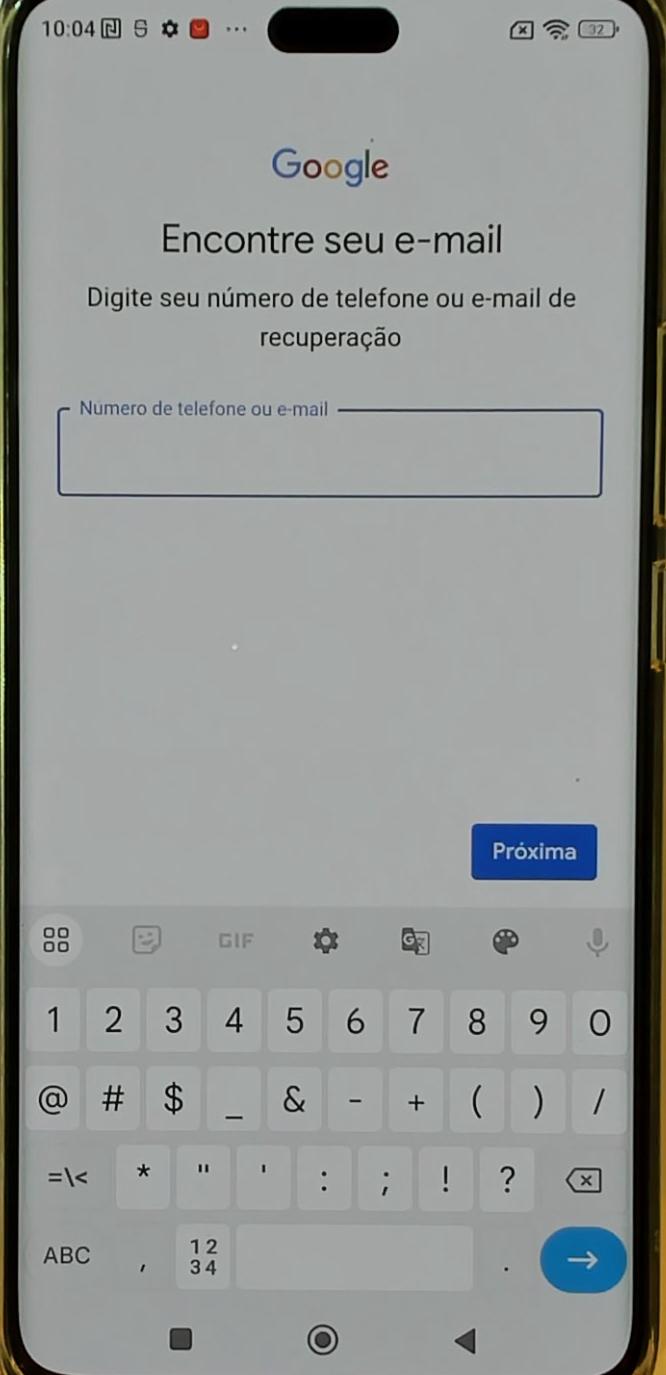 10:04
32
Google
Encontre seu e-mail
Digite seu número de telefone ou e-mail de
recuperação
Número de telefone ou e-mail
Próxima
GIF
1 2 3 4 5 6 7 8 9 0
@ # $ _ & - + ( ) /
=\< * " ' : ; ! ?
ABC , 12 34 .